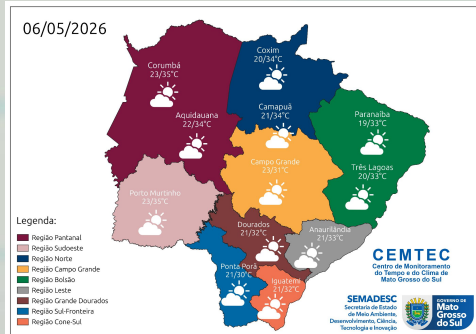 06/05/2026
Corumbá
23/35°C
Coxim
20/34°C
Aquidauana
22/34°C
Camapuã
21/34°C
Paranaíba
19/33°C
Campo Grande
23/31°C
Três Lagoas
20/33°C
Porto Murtinho
23/35°C
Dourados
21/32°C
Anaurilândia
21/33°C
Ponta Porã
21/30°C
Iguatemi
21/32°C
Legenda:
Região Pantanal
Região Sudoeste
Região Norte
Região Campo Grande
Região Bolsão
Região Leste
Região Grande Dourados
Região Sul-Fronteira
Região Cone-Sul
CEMTEC
Centro de Monitoramento
do Tempo e do Clima de
Mato Grosso do Sul
SEMADESC
Secretaria de Estado
de Meio Ambiente,
Desenvolvimento, Ciência,
Tecnologia e Inovação
GOVERNO DE
Mato
Grosso
do Sul